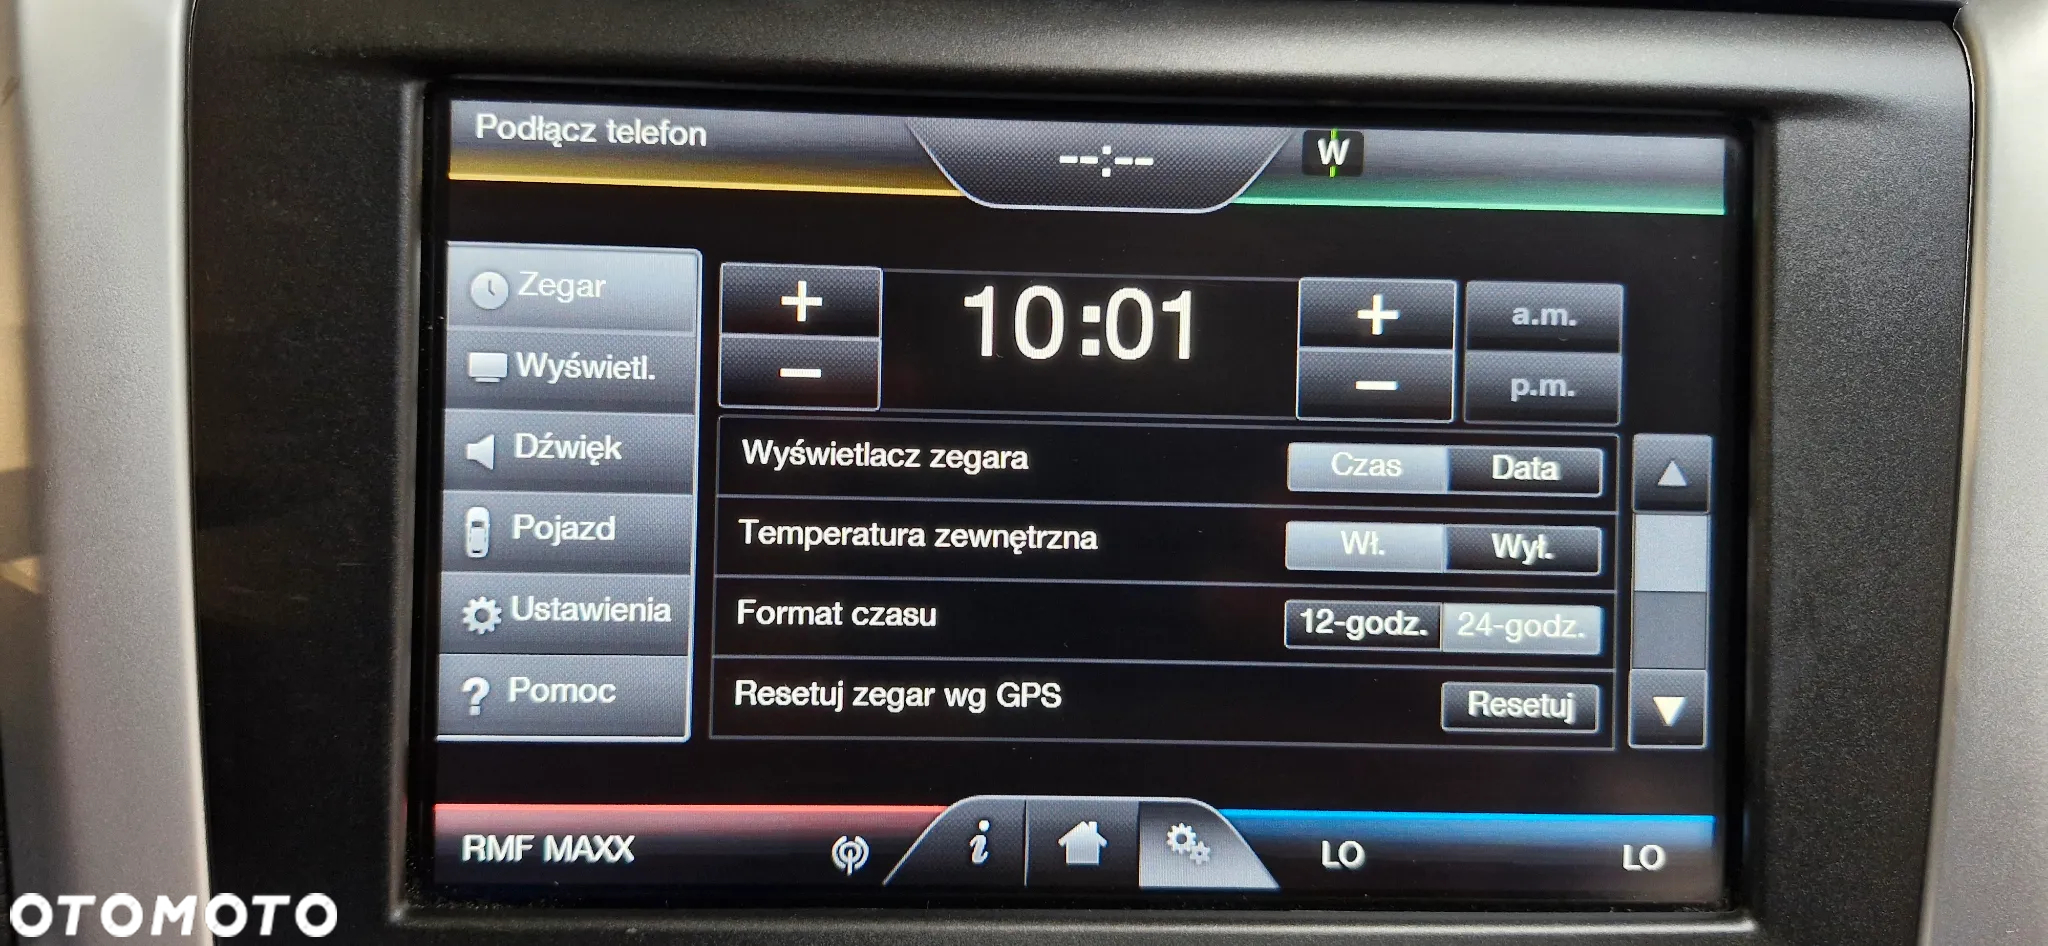 Podłącz telefon
--:--
W
Zegar
Wyświetl.
Dźwięk
Pojazd
Ustawienia
Pomoc
+
10:01
+
a.m.
−
−
p.m.
Wyświetlacz zegara
Czas
Data
Temperatura zewnętrzna
Wł.
Wył.
Format czasu
12-godz.
24-godz.
Resetuj zegar wg GPS
Resetuj
RMF MAXX
i
LO
LO
OTOMOTO